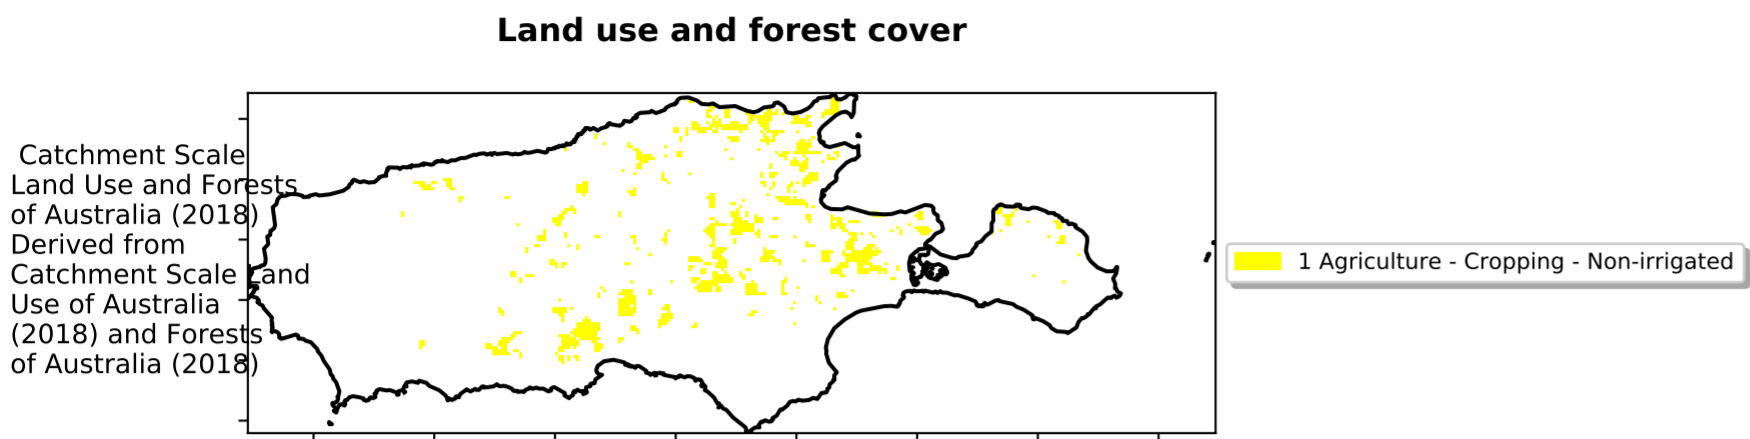 Land use and forest cover
Catchment Scale
Land Use and Forests
of Australia (2018)
Derived from
Catchment Scale Land
Use of Australia
(2018) and Forests
of Australia (2018)
1 Agriculture - Cropping - Non-irrigated